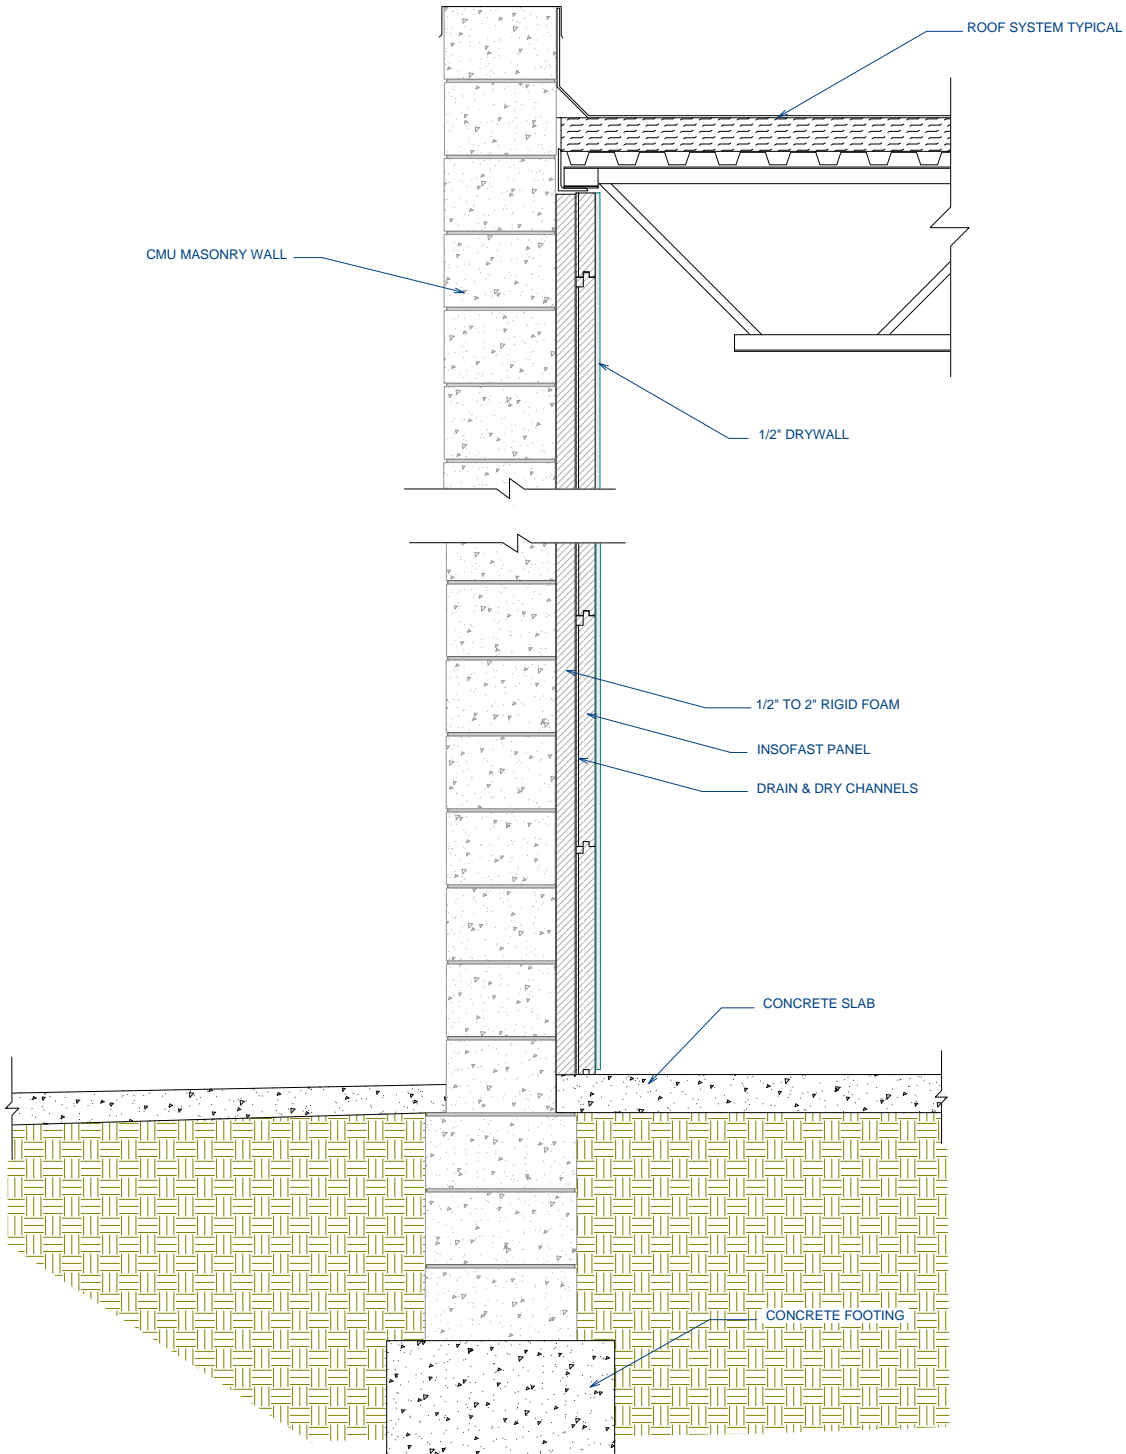 ROOF SYSTEM TYPICAL
CMU MASONRY WALL
1/2" DRYWALL
1/2" TO 2" RIGID FOAM
INSOFAST PANEL
DRAIN & DRY CHANNELS
CONCRETE SLAB
CONCRETE FOOTING